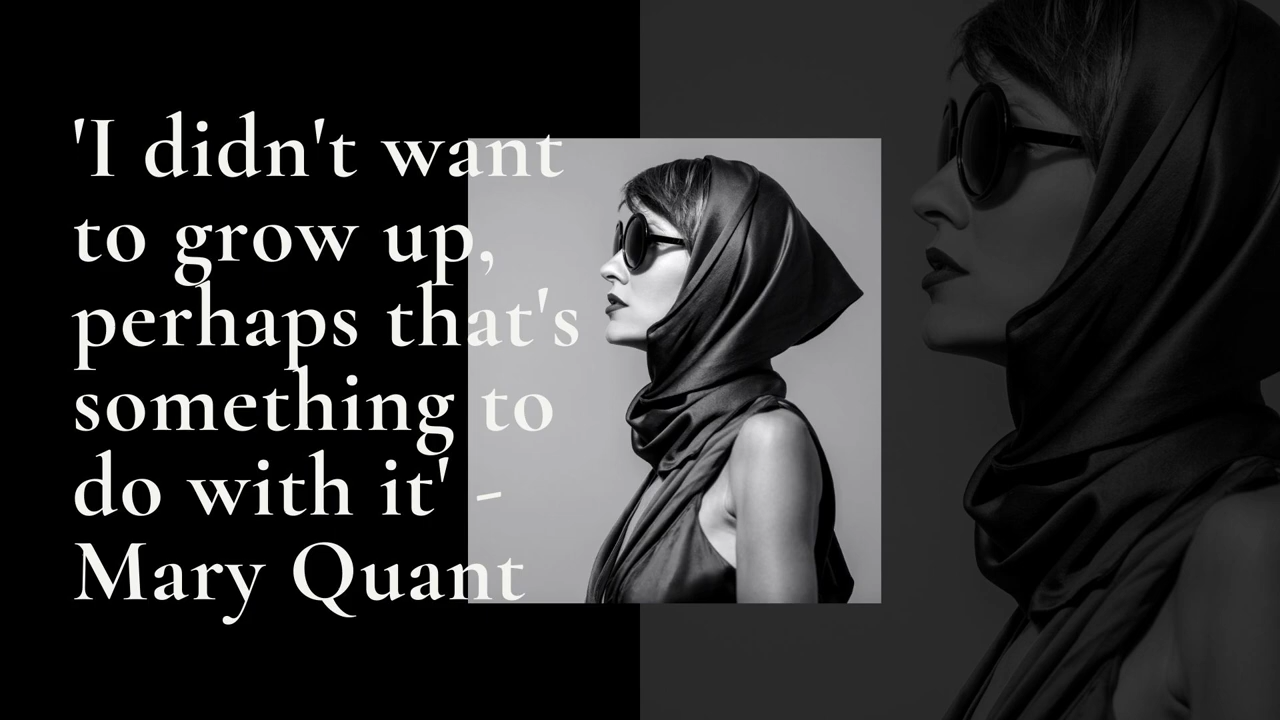 'I didn't want
to grow up,
perhaps that's
something to
do with it' -
Mary Quant